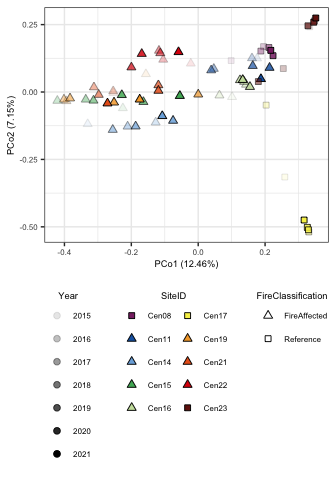 0.25
0.00
-0.25
-0.50
PCo2 (7.15%)
-0.4 -0.2 0.0 0.2
PCo1 (12.46%)
Year
2015
2016
2017
2018
2019
2020
2021
SiteID
Cen08 Cen17
Cen11 Cen19
Cen14 Cen21
Cen15 Cen22
Cen16 Cen23
FireClassification
FireAffected
Reference